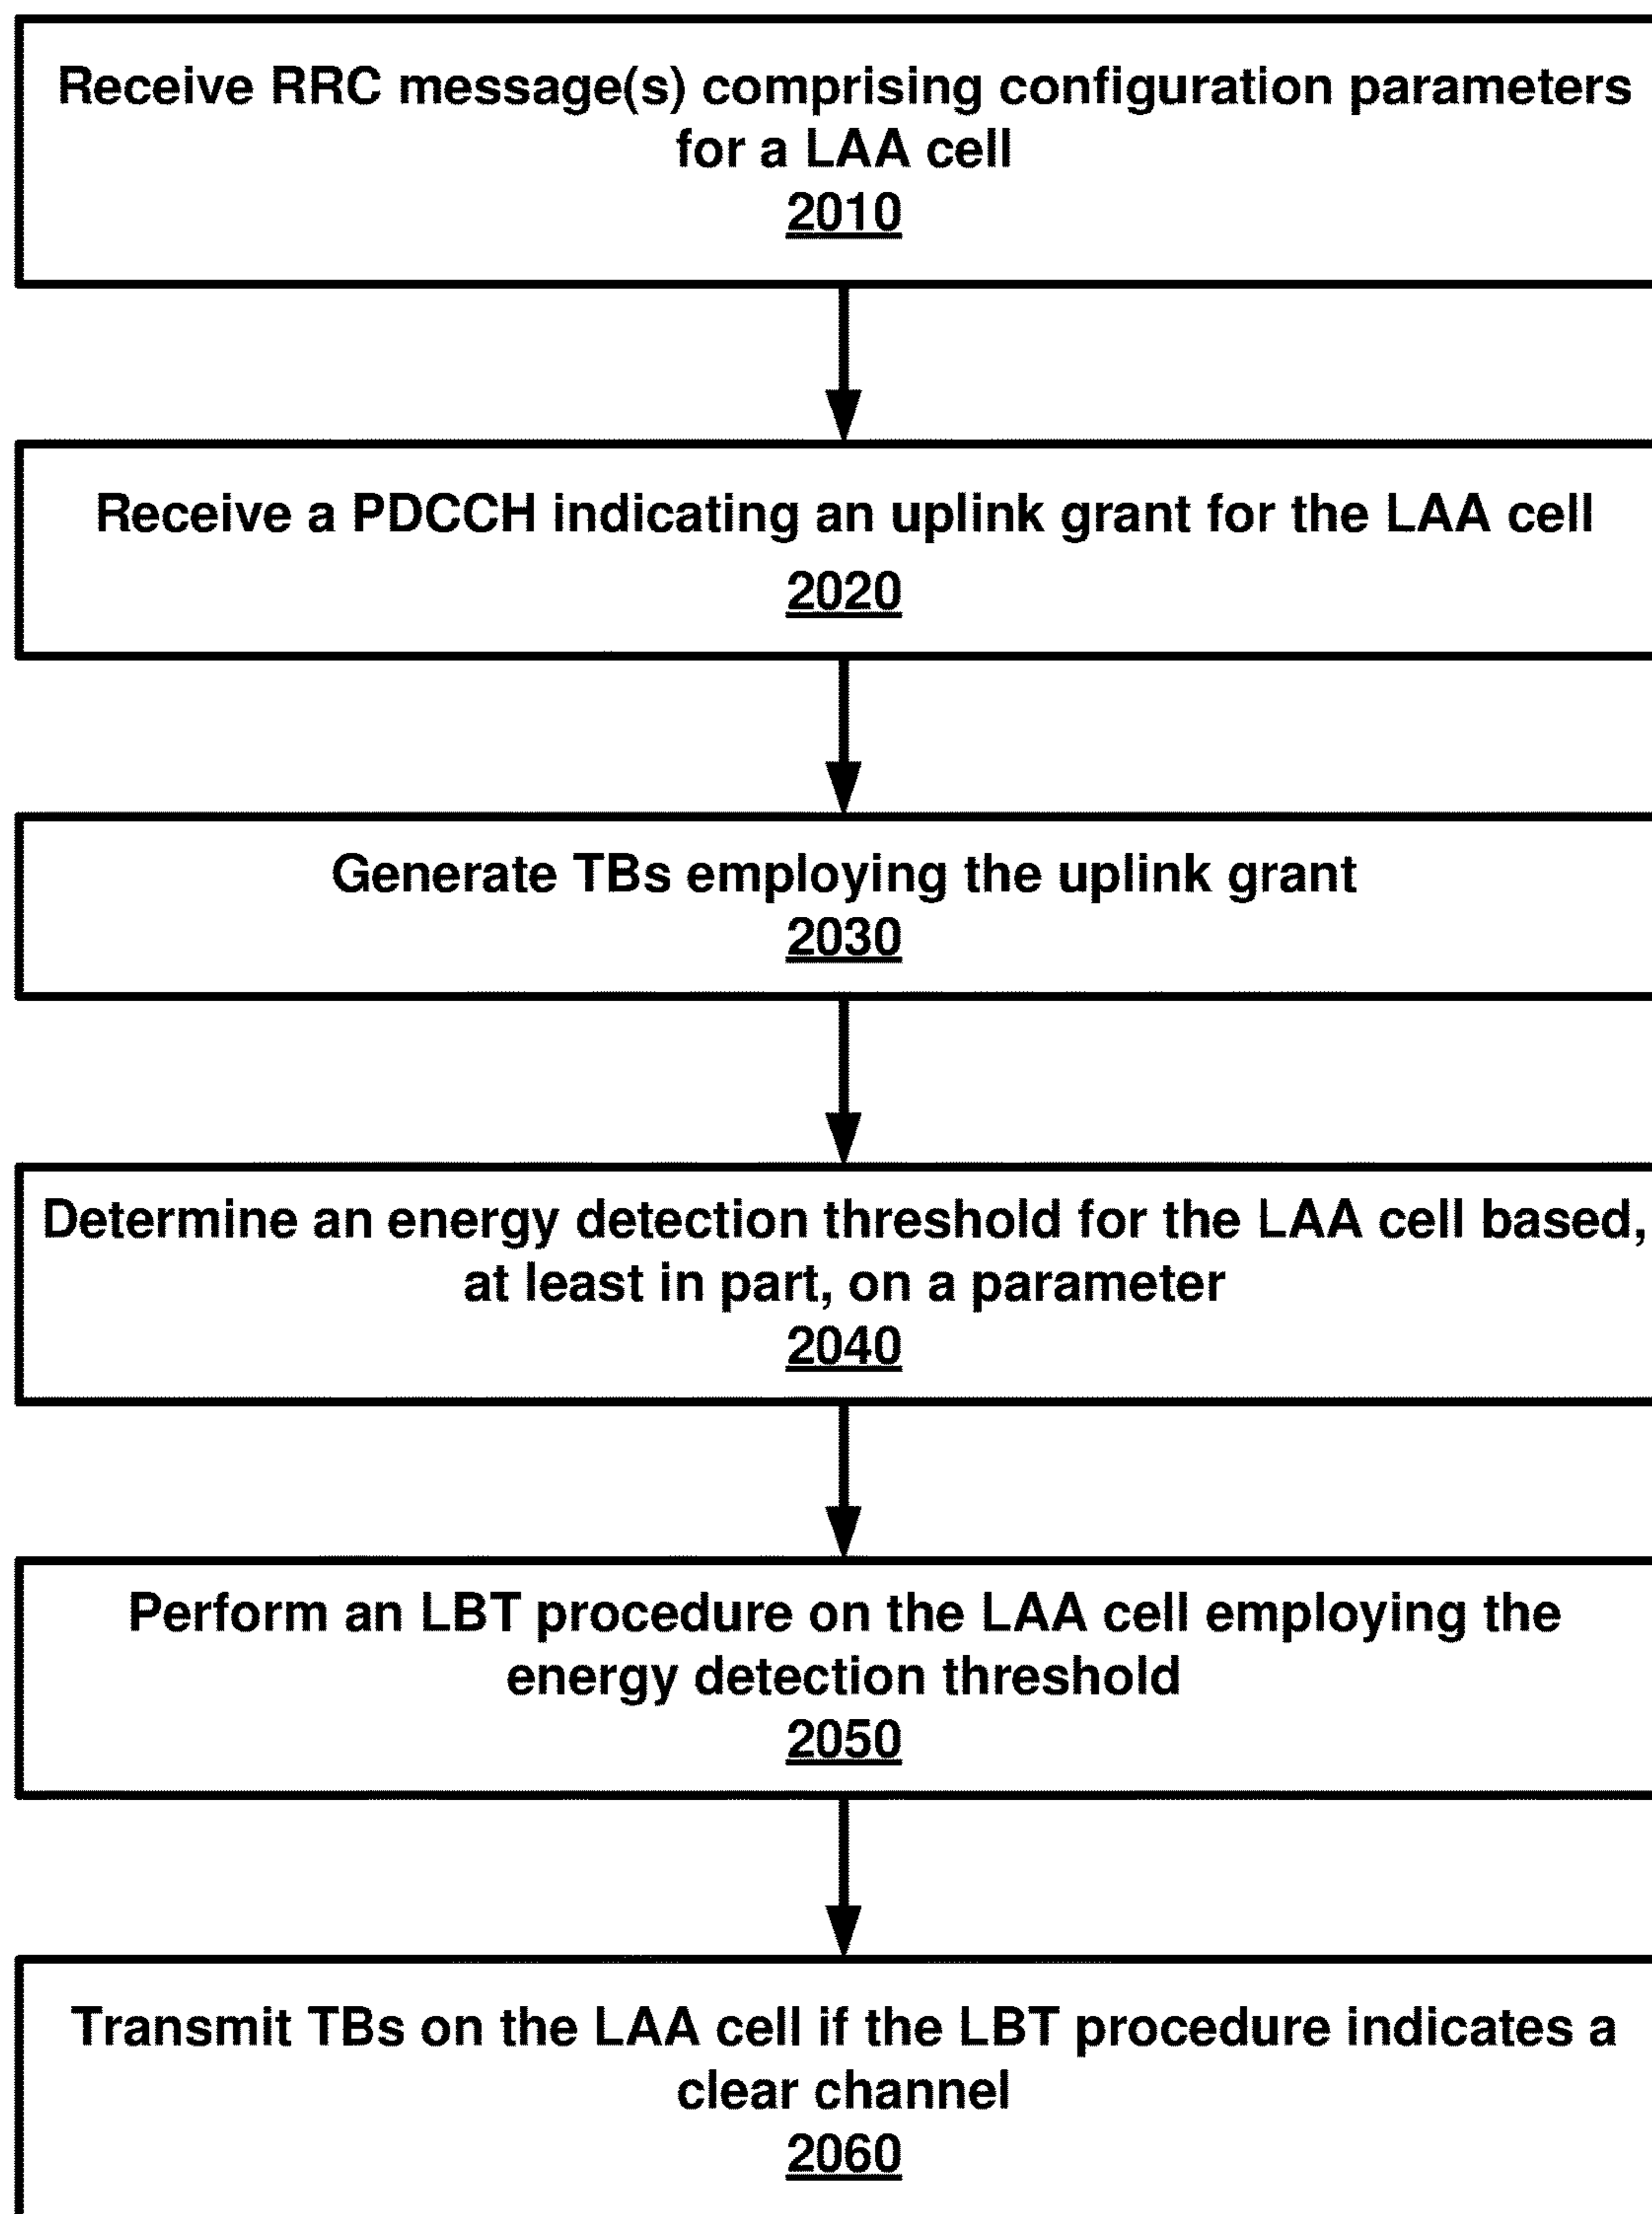 Receive RRC message(s) comprising configuration parameters
for a LAA cell
2010
Receive a PDCCH indicating an uplink grant for the LAA cell
2020
Generate TBs employing the uplink grant
2030
Determine an energy detection threshold for the LAA cell based,
at least in part, on a parameter
2040
Perform an LBT procedure on the LAA cell employing the
energy detection threshold
2050
Transmit TBs on the LAA cell if the LBT procedure indicates a
clear channel
2060